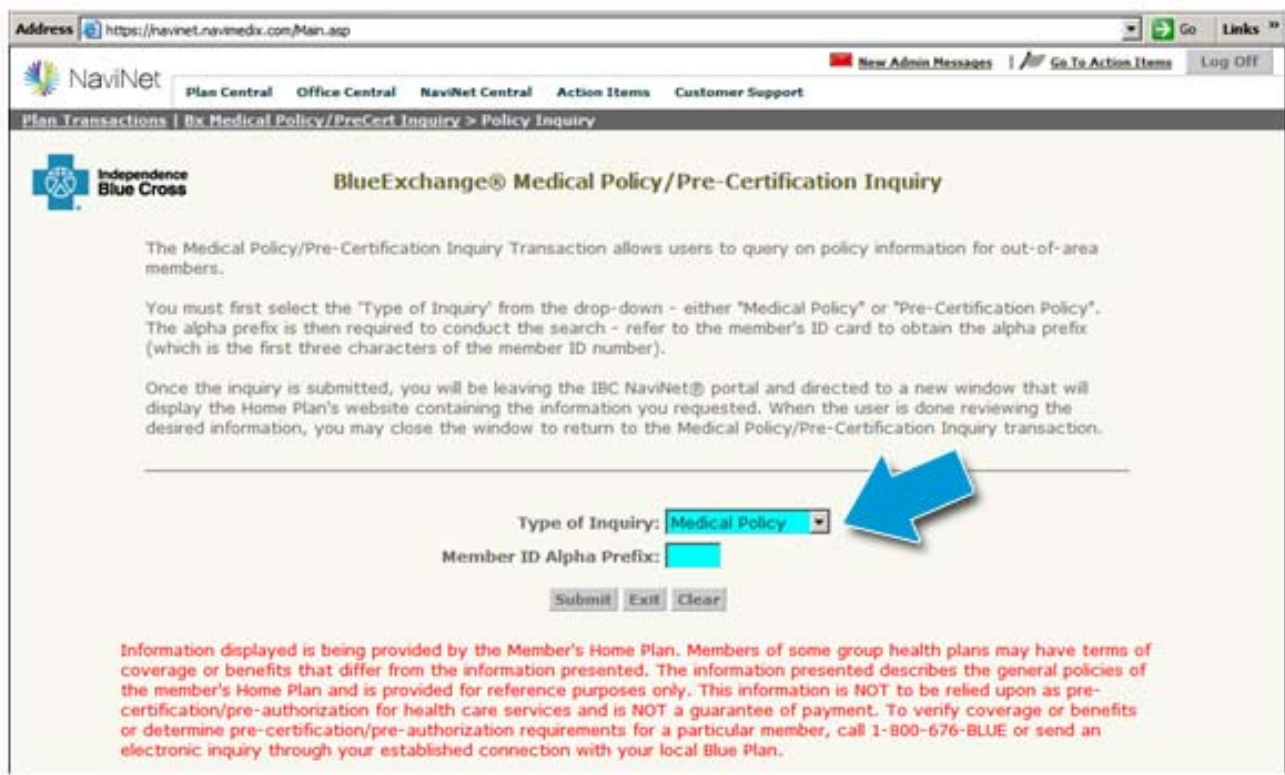 Address https://navinet.navimedix.com/Main.asp Go Links »
New Admin Messages | Go To Action Items Log Off
NaviNet
Plan Central Office Central NaviNet Central Action Items Customer Support
Plan Transactions | Bx Medical Policy/PreCert Inquiry > Policy Inquiry
Independence
Blue Cross
BlueExchange® Medical Policy/Pre-Certification Inquiry
The Medical Policy/Pre-Certification Inquiry Transaction allows users to query on policy information for out-of-area
members.
You must first select the 'Type of Inquiry' from the drop-down - either "Medical Policy" or "Pre-Certification Policy".
The alpha prefix is then required to conduct the search - refer to the member's ID card to obtain the alpha prefix
(which is the first three characters of the member ID number).
Once the inquiry is submitted, you will be leaving the IBC NaviNet® portal and directed to a new window that will
display the Home Plan's website containing the information you requested. When the user is done reviewing the
desired information, you may close the window to return to the Medical Policy/Pre-Certification Inquiry transaction.
Type of Inquiry: Medical Policy
Member ID Alpha Prefix:
Submit Exit Clear
Information displayed is being provided by the Member's Home Plan. Members of some group health plans may have terms of
coverage or benefits that differ from the information presented. The information presented describes the general policies of
the member's Home Plan and is provided for reference purposes only. This information is NOT to be relied upon as pre-
certification/pre-authorization for health care services and is NOT a guarantee of payment. To verify coverage or benefits
or determine pre-certification/pre-authorization requirements for a particular member, call 1-800-676-BLUE or send an
electronic inquiry through your established connection with your local Blue Plan.